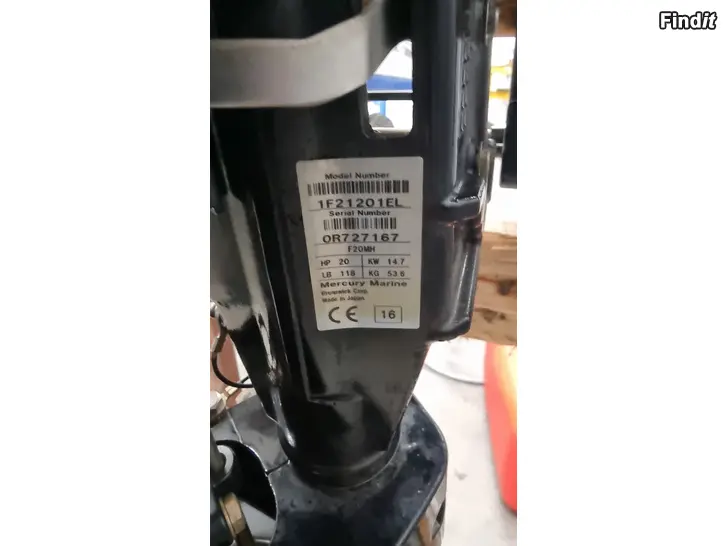 Findit
Model Number
1F21201EL
Serial Number
0R727167
F20MH
HP 20 KW 14.7
LB 118 KG 53.6
Mercury Marine
Brunswick Corp.
Made in Japan
CE 16